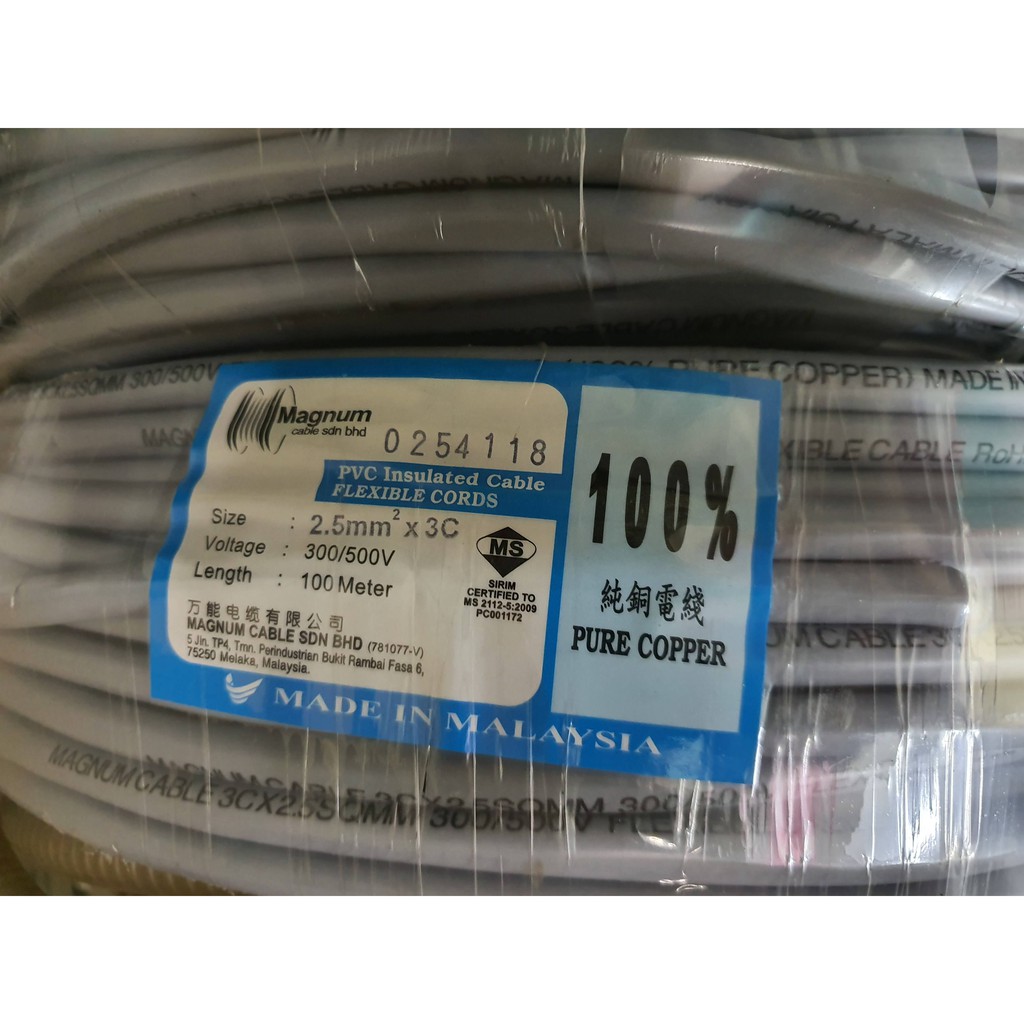 300/500V
PURE COPPER) MADE IN
Magnum
cable sdn bhd
0254118
PVC Insulated Cable
FLEXIBLE CORDS
Size : 2.5mm² x 3C
Voltage : 300/500V
Length : 100 Meter
MS
SIRIM
CERTIFIED TO
MS 2112-5:2009
PC001172
万能电缆有限公司
MAGNUM CABLE SDN BHD (781077-V)
5 Jln. TP4, Tmn. Perindustrian Bukit Rambai Fasa 6,
75250 Melaka, Malaysia.
MADE IN MALAYSIA
100%
純銅電綫
PURE COPPER
CABLE RoH
MAGNUM CABLE 3CX2.5SQMM 300/500V